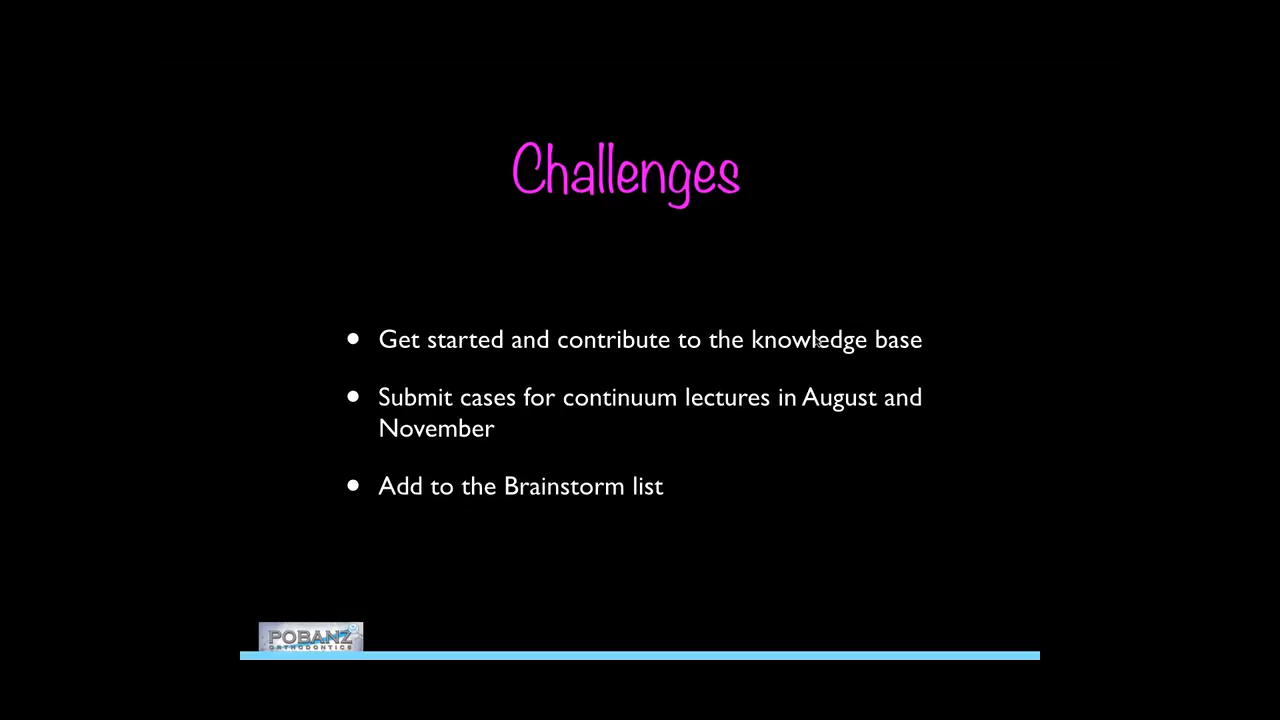 Challenges
• Get started and contribute to the knowledge base
• Submit cases for continuum lectures in August and
November
• Add to the Brainstorm list
POBANZ
ORTHODONTICS